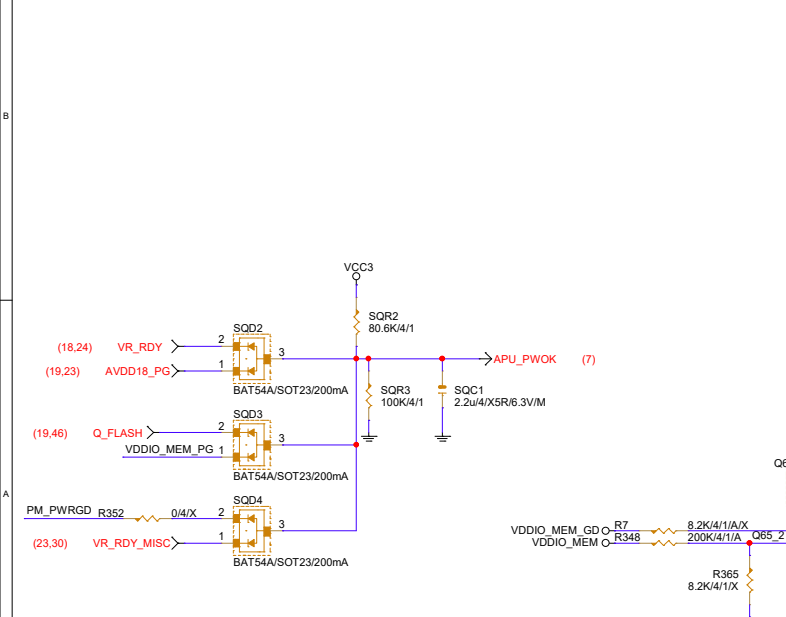 B
VCC3
SQR2
80.6K/4/1
SQD2
(18,24) VR_RDY 2
3
APU_PWOK (7)
(19,23) AVDD18_PG 1
BAT54A/SOT23/200mA
SQR3
100K/4/1
SQC1
2.2u/4/X5R/6.3V/M
SQD3
(19,46) Q_FLASH 2
3
VDDIO_MEM_PG 1
BAT54A/SOT23/200mA
A
SQD4
PM_PWRGD R352 0/4/X 2
3
(23,30) VR_RDY_MISC 1
BAT54A/SOT23/200mA
VDDIO_MEM_GD R7 8.2K/4/1/A/X
VDDIO_MEM R348 200K/4/1/A Q65_2
R365
8.2K/4/1/X